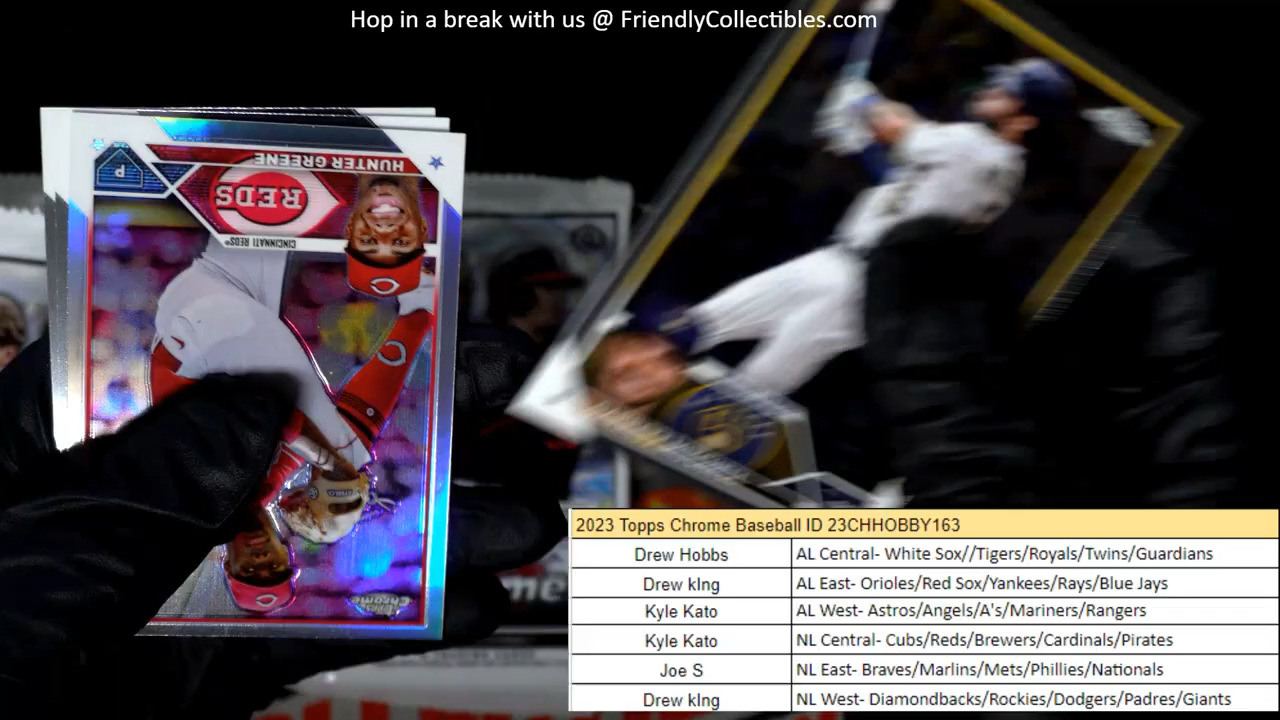 Hop in a break with us @ FriendlyCollectibles.com
HUNTER GREENE
P
REDS
CINCINNATI REDS®
Topps Chrome
2023 Topps Chrome Baseball ID 23CHHOBBY163
Drew Hobbs AL Central- White Sox//Tigers/Royals/Twins/Guardians
Drew kIng AL East- Orioles/Red Sox/Yankees/Rays/Blue Jays
Kyle Kato AL West- Astros/Angels/A's/Mariners/Rangers
Kyle Kato NL Central- Cubs/Reds/Brewers/Cardinals/Pirates
Joe S NL East- Braves/Marlins/Mets/Phillies/Nationals
Drew kIng NL West- Diamondbacks/Rockies/Dodgers/Padres/Giants